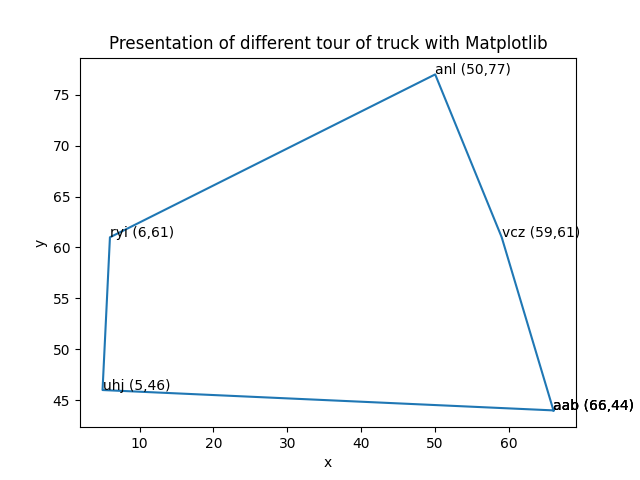 Presentation of different tour of truck with Matplotlib
anl (50,77)
75
70
65
ryi (6,61)
vcz (59,61)
60
y
55
50
uhj (5,46)
45
aab (66,44)
10 20 30 40 50 60
x